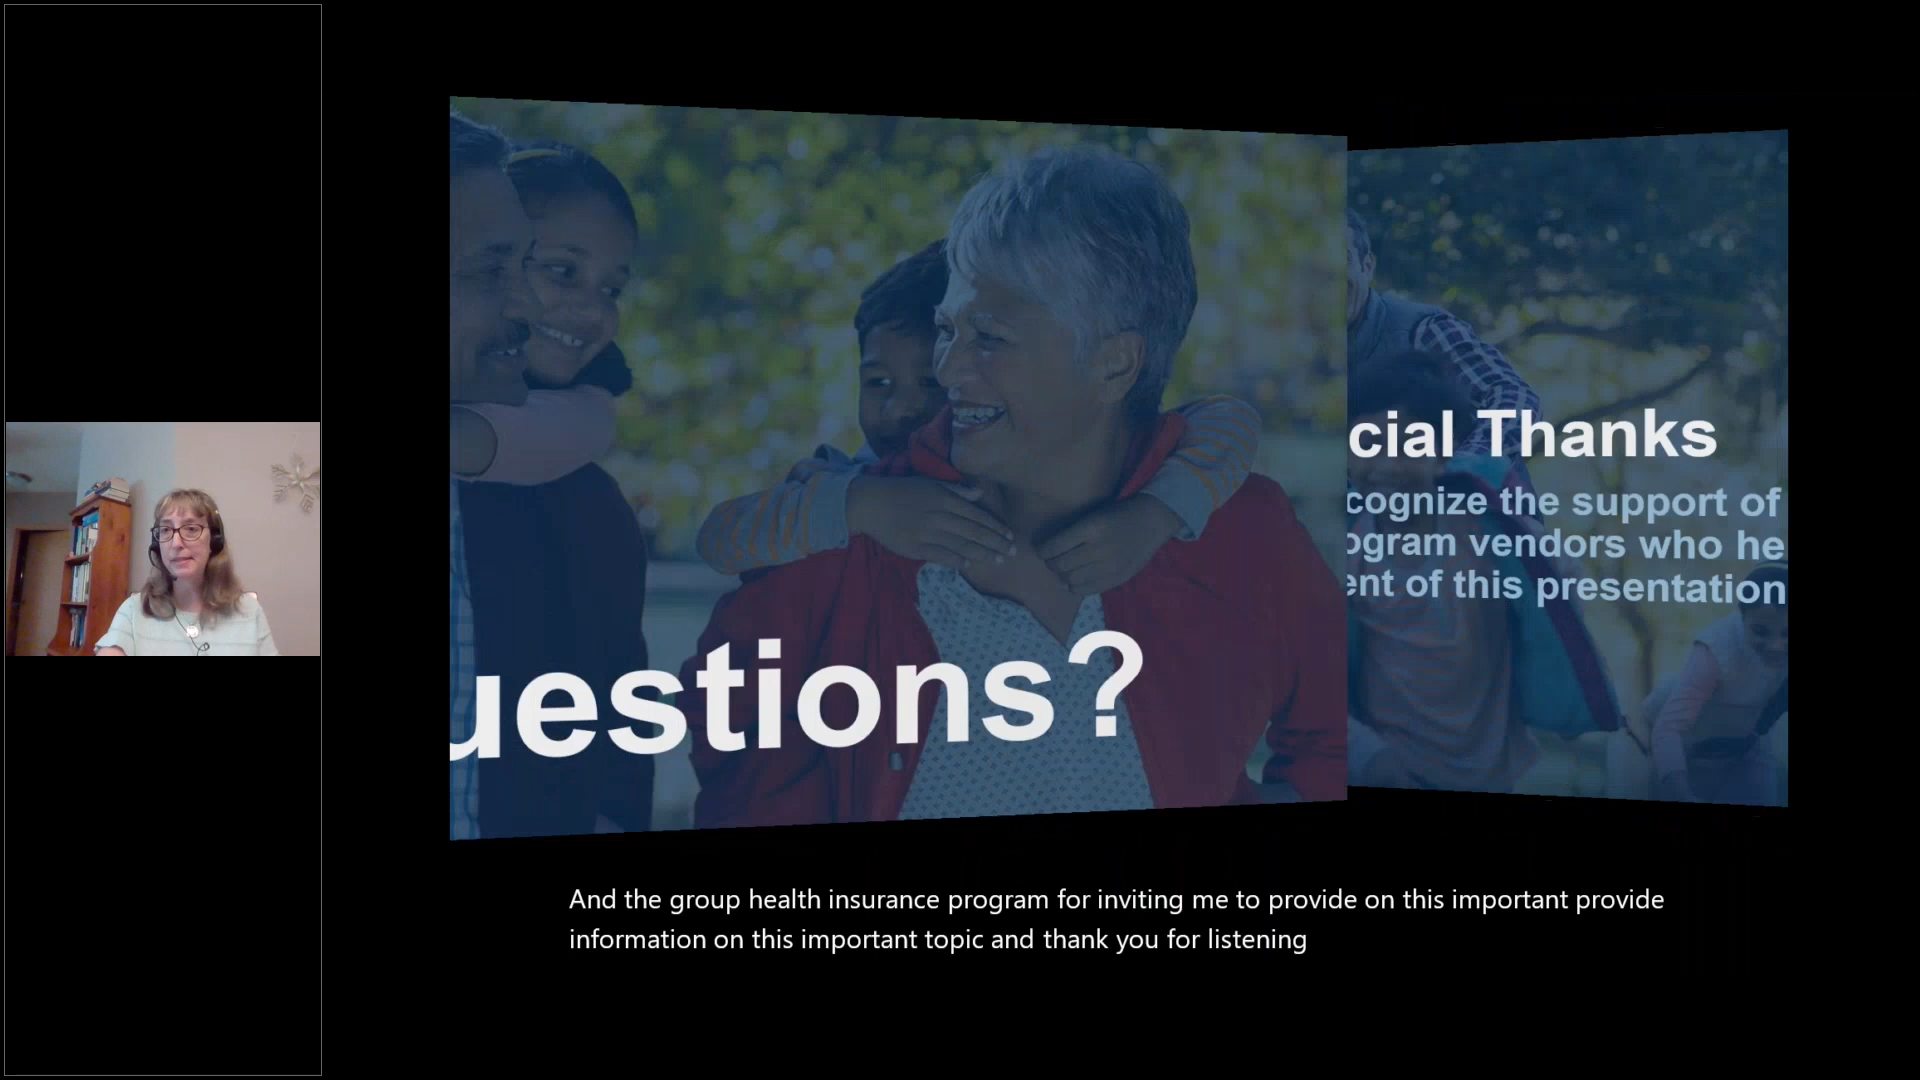 uestions?
cial Thanks
cognize the support of
ogram vendors who he
ent of this presentation
And the group health insurance program for inviting me to provide on this important provide
information on this important topic and thank you for listening